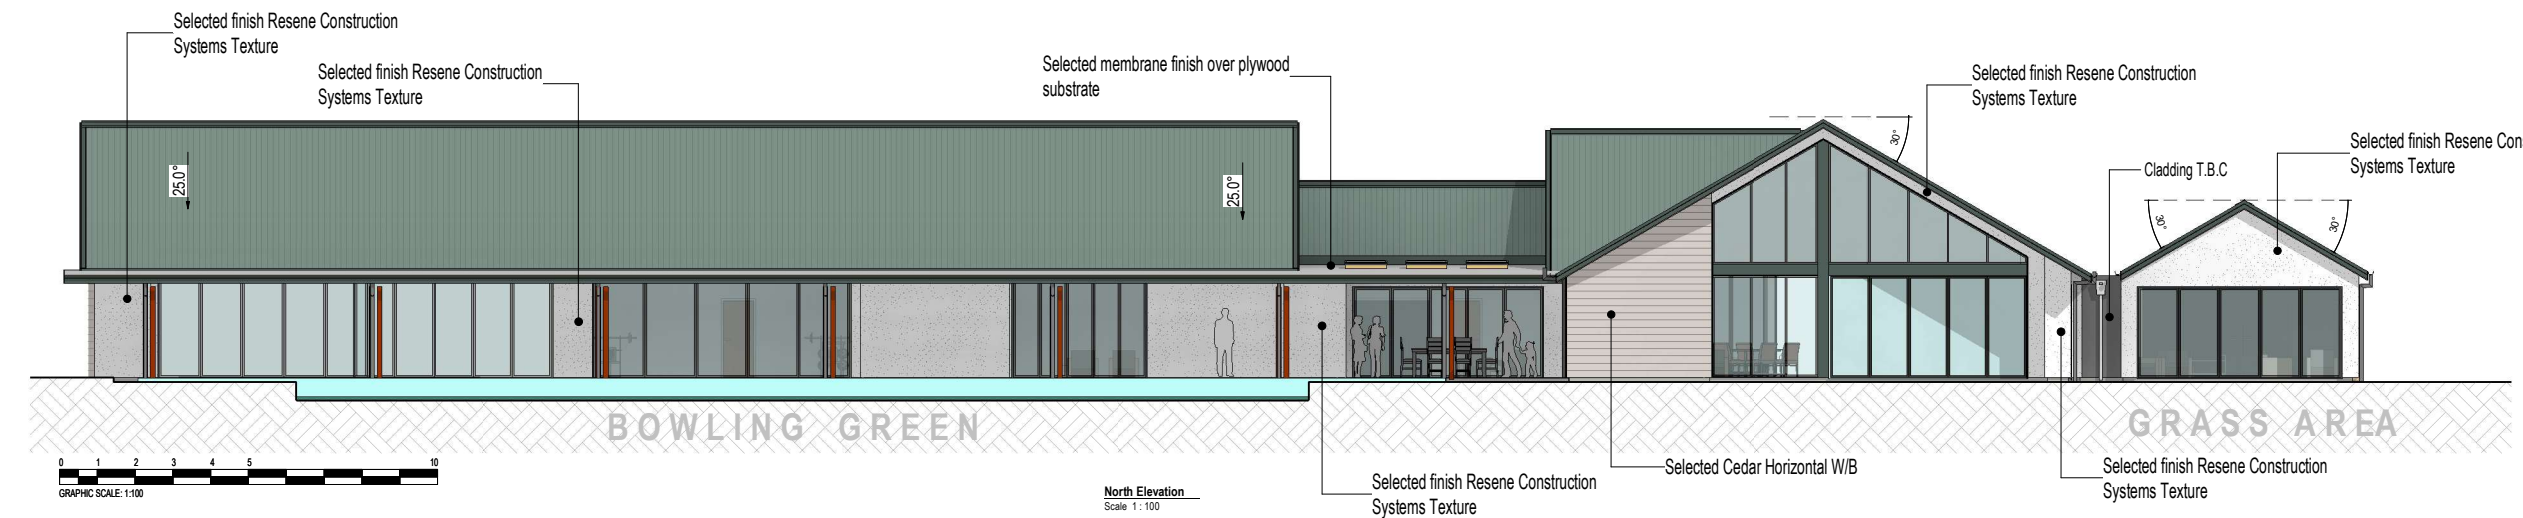 Selected finish Resene Construction
Systems Texture
Selected finish Resene Construction
Systems Texture
Selected membrane finish over plywood
substrate
Selected finish Resene Construction
Systems Texture
Selected finish Resene Con
Systems Texture
Cladding T.B.C
30°
30°
30°
25.0°
25.0°
BOWLING GREEN
GRASS AREA
0 1 2 3 4 5 10
GRAPHIC SCALE: 1:100
North Elevation
Scale 1 : 100
Selected finish Resene Construction
Systems Texture
Selected Cedar Horizontal W/B
Selected finish Resene Construction
Systems Texture